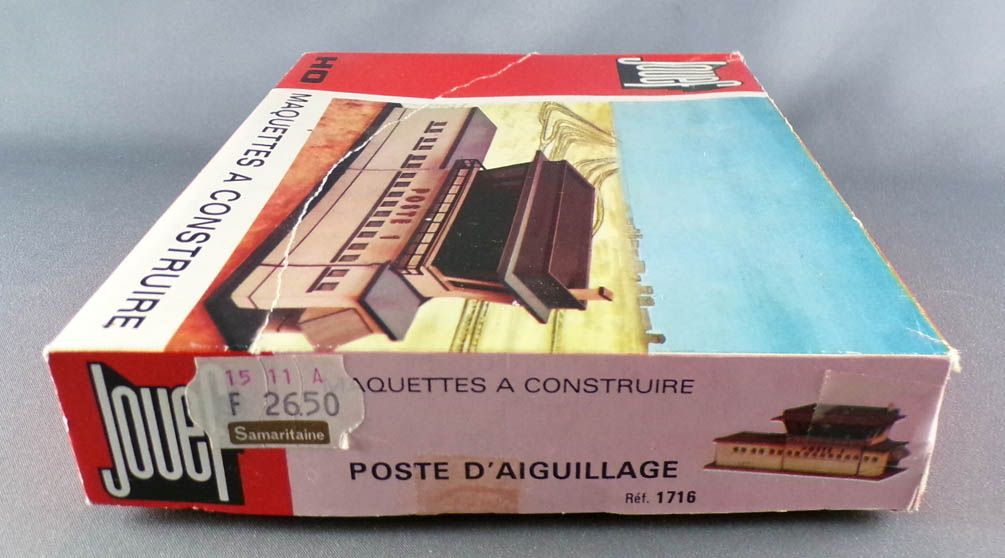 Jouef
HO MAQUETTES A CONSTRUIRE
POSTE 1
Jouef
15 11 A
F 26.50
Samaritaine
MAQUETTES A CONSTRUIRE
POSTE D'AIGUILLAGE
Réf. 1716